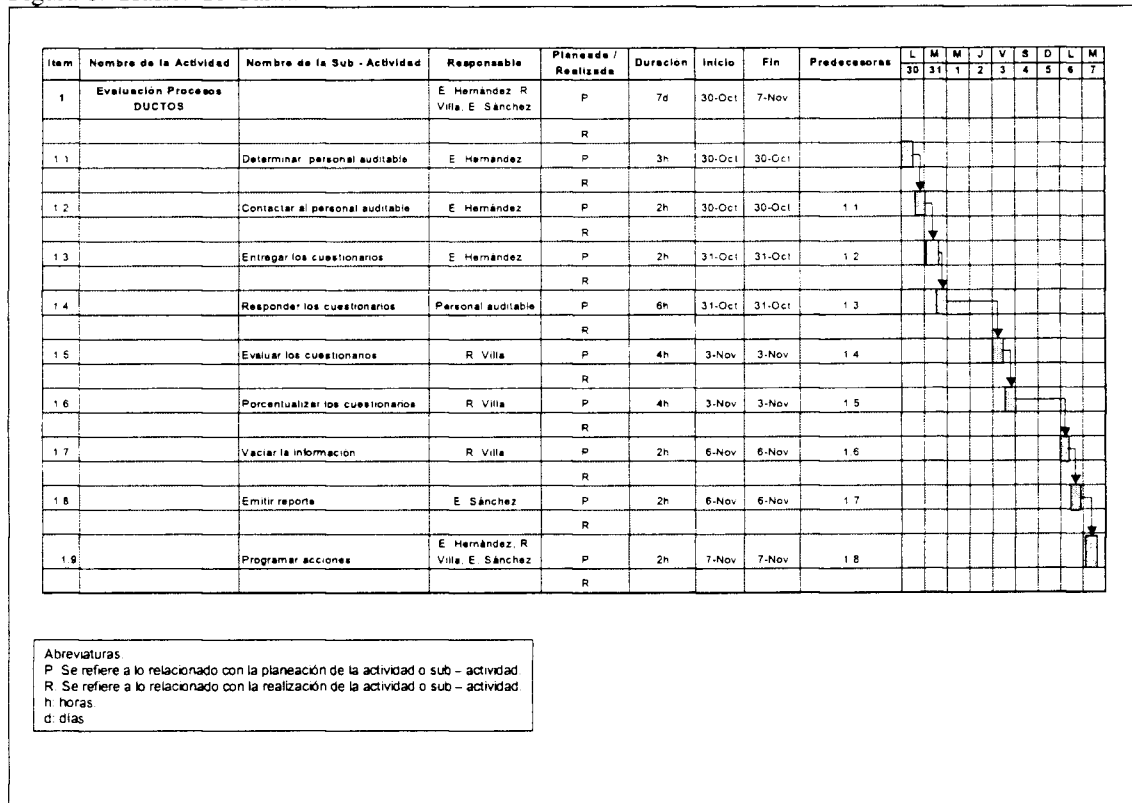 Item Nombre de la Actividad Nombre de la Sub - Actividad Responsable Planeada / Realizada Duracion Inicio Fin Predecesoras L M M J V S D L M
30 31 1 2 3 4 5 6 7
1 Evaluación Procesos DUCTOS E Hernández R Villa, E. Sánchez P 7d 30-Oct 7-Nov
R
1 1 Determinar personal auditable E Hernández P 3h 30-Oct 30-Oct
R
1 2 Contactar al personal auditable E Hernández P 2h 30-Oct 30-Oct 1 1
R
1 3 Entregar los cuestionarios E Hernández P 2h 31-Oct 31-Oct 1 2
R
1 4 Responder los cuestionarios Personal auditable P 6h 31-Oct 31-Oct 1 3
R
1 5 Evaluar los cuestionarios R Villa P 4h 3-Nov 3-Nov 1 4
R
1 6 Porcentualizar los cuestionarios R Villa P 4h 3-Nov 3-Nov 1 5
R
1 7 Vaciar la información R Villa P 2h 6-Nov 6-Nov 1.6
R
1 8 Emitir reporte E Sánchez P 2h 6-Nov 6-Nov 1 7
R
1.9 Programar acciones E Hernández, R Villa, E. Sánchez P 2h 7-Nov 7-Nov 1 8
R
Abreviaturas.
P Se refiere a lo relacionado con la planeación de la actividad o sub – actividad.
R. Se refiere a lo relacionado con la realización de la actividad o sub – actividad.
h: horas.
d: días